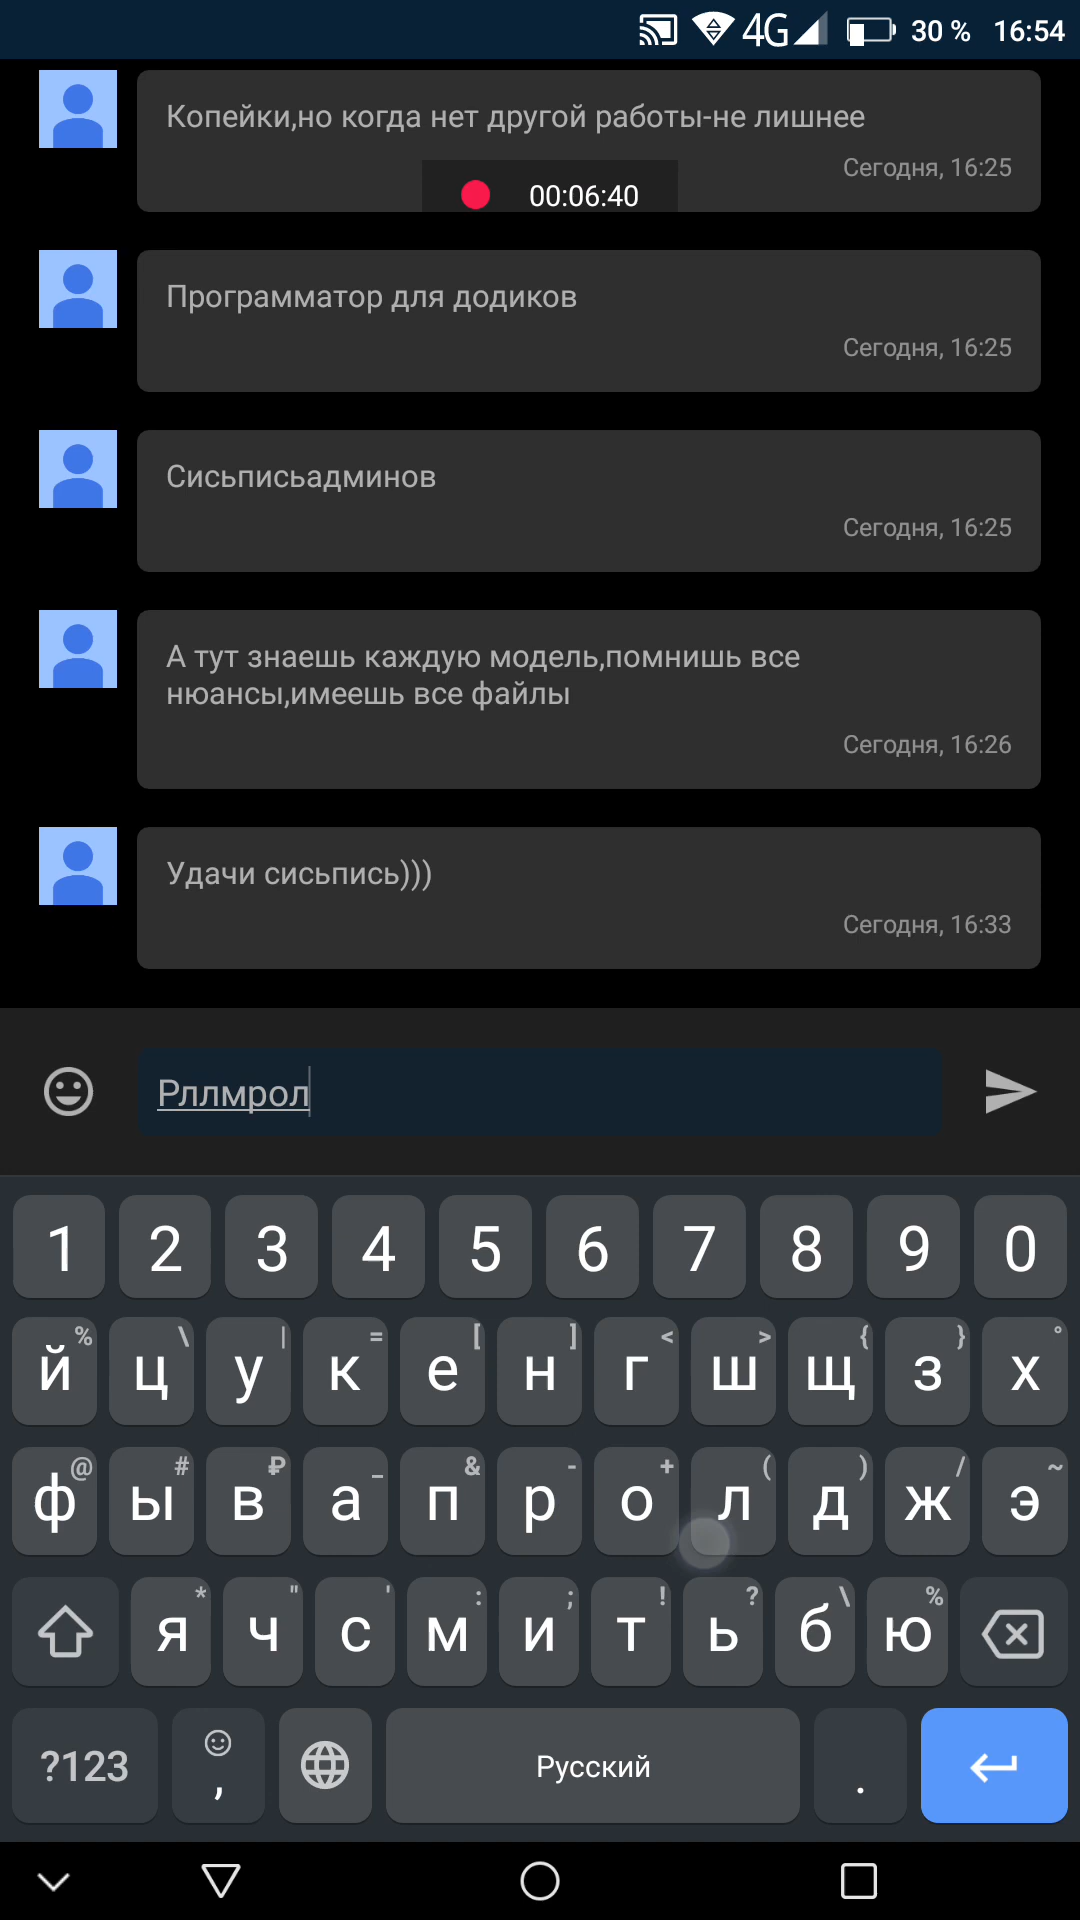 4G 30 % 16:54
Копейки,но когда нет другой работы-не лишнее
Сегодня, 16:25
00:06:40
Программатор для додиков
Сегодня, 16:25
Сисьписьадминов
Сегодня, 16:25
А тут знаешь каждую модель,помнишь все
нюансы,имеешь все файлы
Сегодня, 16:26
Удачи сисьпись)))
Сегодня, 16:33
Рллмрол
1 2 3 4 5 6 7 8 9 0
% \ | = [ ] < > { } °
й ц у к е н г ш щ з х
@ # ₽ _ & - + ( ) / ~
ф ы в а п р о л д ж э
* " ' : ; ! ? \ %
я ч с м и т ь б ю
?123 , Русский .